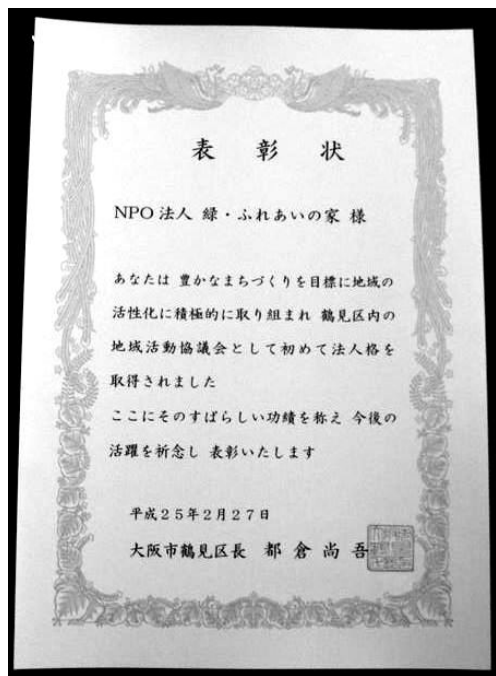 表彰状
NPO法人 緑・ふれあいの家 様
あなたは 豊かなまちづくりを目標に地域の
活性化に積極的に取り組まれ 鶴見区内の
地域活動協議会として初めて法人格を
取得されました
ここにそのすばらしい功績を称え 今後の
活躍を祈念し 表彰いたします
平成25年2月27日
大阪市鶴見区長 都倉尚吾